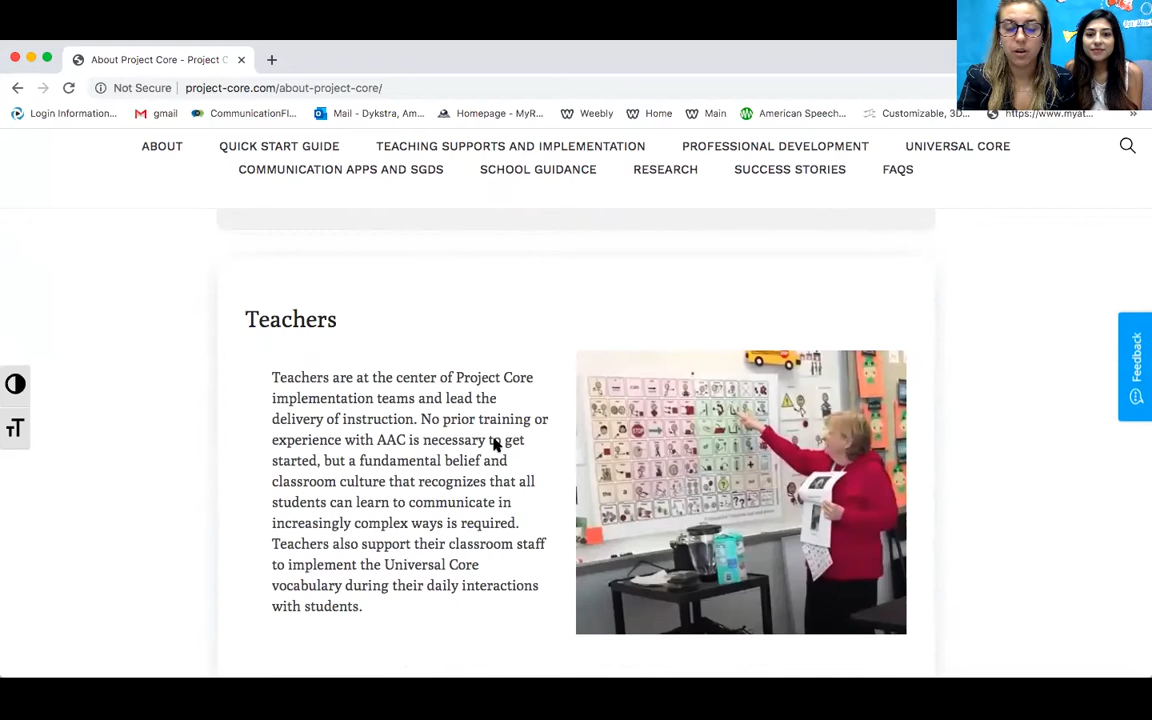 About Project Core - Project C
Not Secure
project-core.com/about-project-core/
Login Information...
gmail
CommunicationFl...
Mail - Dykstra, Am...
Homepage - MyR...
Weebly
Home
Main
American Speech...
Customizable, 3D...
https://www.myat...
ABOUT
QUICK START GUIDE
TEACHING SUPPORTS AND IMPLEMENTATION
PROFESSIONAL DEVELOPMENT
UNIVERSAL CORE
COMMUNICATION APPS AND SGDS
SCHOOL GUIDANCE
RESEARCH
SUCCESS STORIES
FAQS
Teachers
Teachers are at the center of Project Core
implementation teams and lead the
delivery of instruction. No prior training or
experience with AAC is necessary to get
started, but a fundamental belief and
classroom culture that recognizes that all
students can learn to communicate in
increasingly complex ways is required.
Teachers also support their classroom staff
to implement the Universal Core
vocabulary during their daily interactions
with students.
Feedback